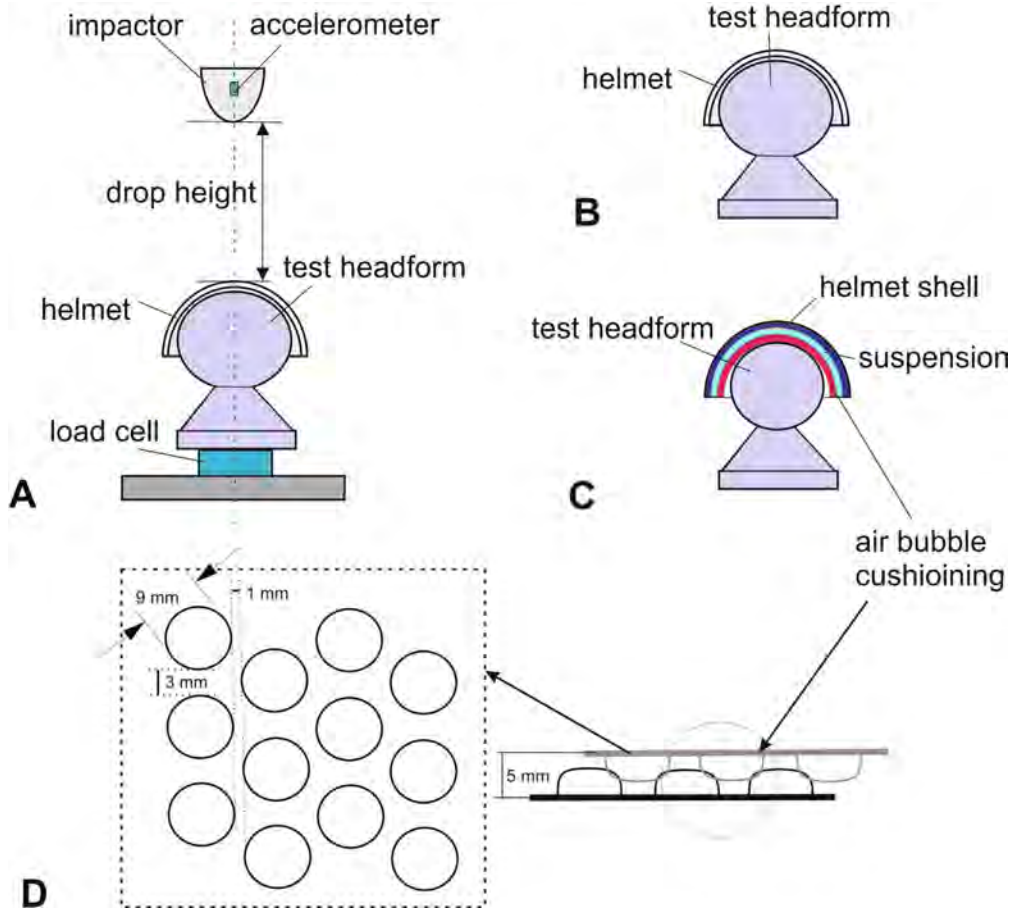 impactor
accelerometer
drop height
test headform
helmet
load cell
A
test headform
helmet
B
helmet shell
test headform
suspension
C
air bubble
cushioining
9 mm
1 mm
3 mm
5 mm
D